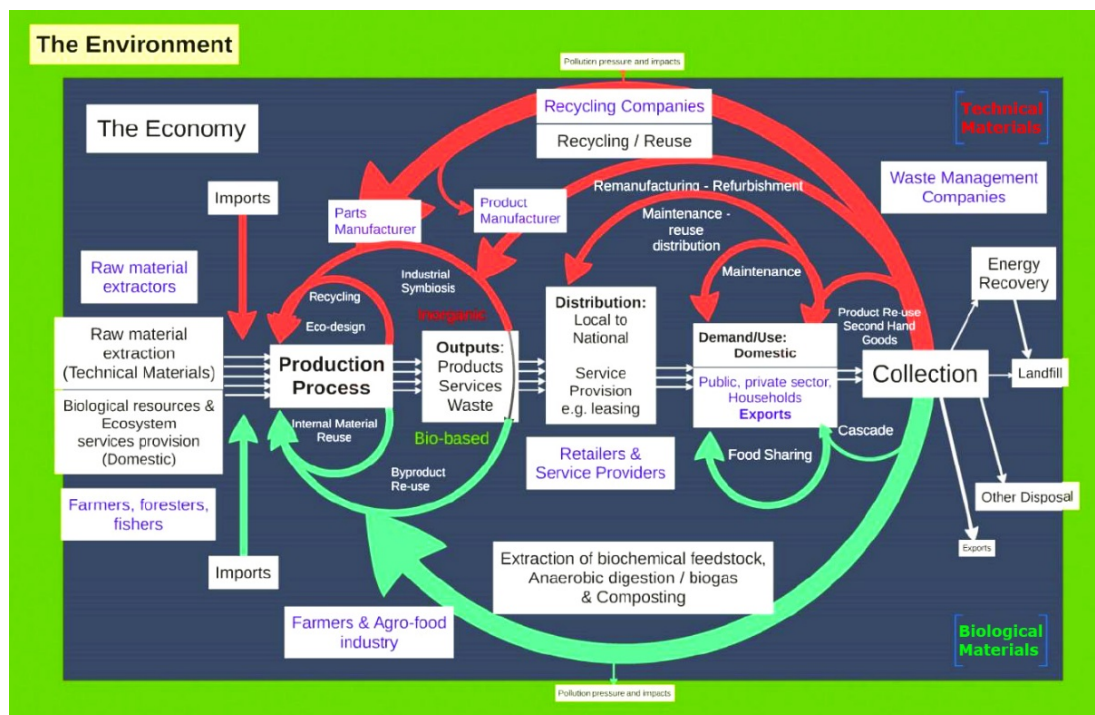 The Environment
Pollution pressure and impacts
The Economy
Recycling Companies
Recycling / Reuse
Technical
Materials
Waste Management
Companies
Imports
Parts
Manufacturer
Product
Manufacturer
Remanufacturing - Refurbishment
Maintenance -
reuse
distribution
Maintenance
Raw material
extractors
Recycling
Eco-design
Industrial
Symbiosis
Inorganic
Energy
Recovery
Product Re-use
Second Hand
Goods
Raw material
extraction
(Technical Materials)
Biological resources &
Ecosystem
services provision
(Domestic)
Production
Process
Outputs:
Products
Services
Waste
Distribution:
Local to
National
Service
Provision
e.g. leasing
Demand/Use:
Domestic
Public, private sector,
Households
Exports
Collection
Landfill
Internal Material
Reuse
Bio-based
Byproduct
Re-use
Retailers &
Service Providers
Food Sharing
Cascade
Farmers, foresters,
fishers
Other Disposal
Exports
Imports
Extraction of biochemical feedstock,
Anaerobic digestion / biogas
& Composting
Farmers & Agro-food
industry
Biological
Materials
Pollution pressure and impacts